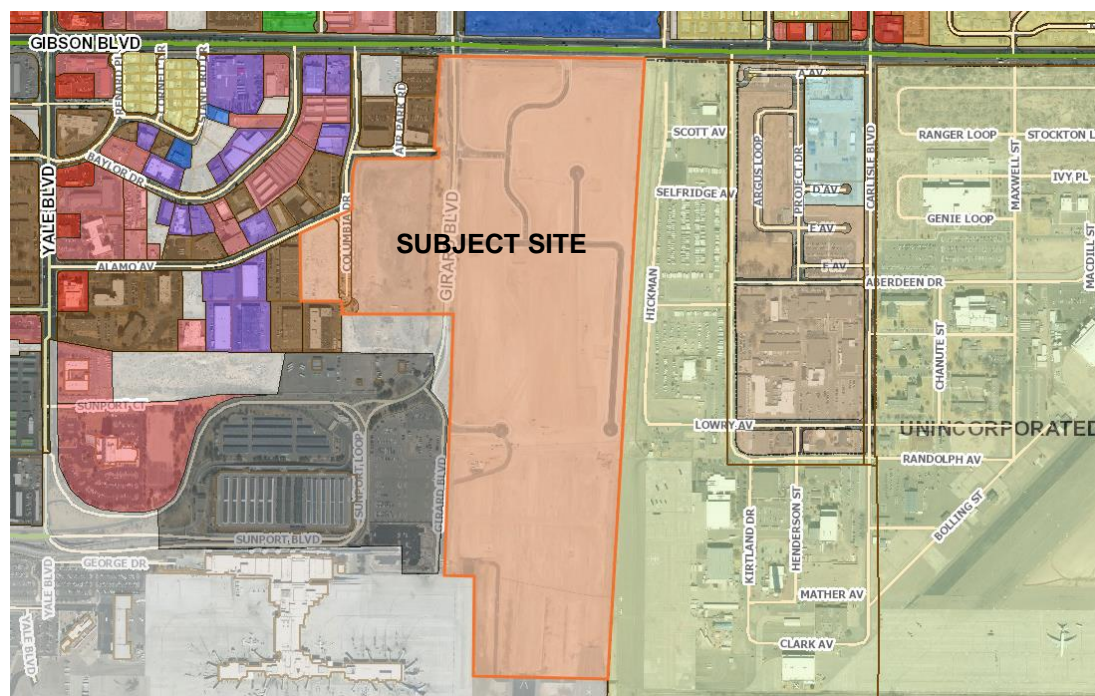 GIBSON BLVD
YALE BLVD
BAYLOR DR
ALAMO AV
AIR PARK RD
COLUMBIA DR
GIRARD BLVD
SUBJECT SITE
SCOTT AV
SELFRIDGE AV
HICKMAN
A AV
ARGUS LOOP
PROJECT DR
D AV
E AV
F AV
CARLISLE BLVD
RANGER LOOP
STOCKTON L
MAXWELL ST
IVY PL
GENIE LOOP
MACDILL ST
ABERDEEN DR
CHANUTE ST
LOWRY AV
UNINCORPORATED
RANDOLPH AV
BOLLING ST
KIRTLAND DR
HENDERSON ST
MATHER AV
CLARK AV
SUNPORT CT
SUNPORT LOOP
GIRARD BLVD
SUNPORT BLVD
GEORGE DR
YALE BLVD
YALE BLVD